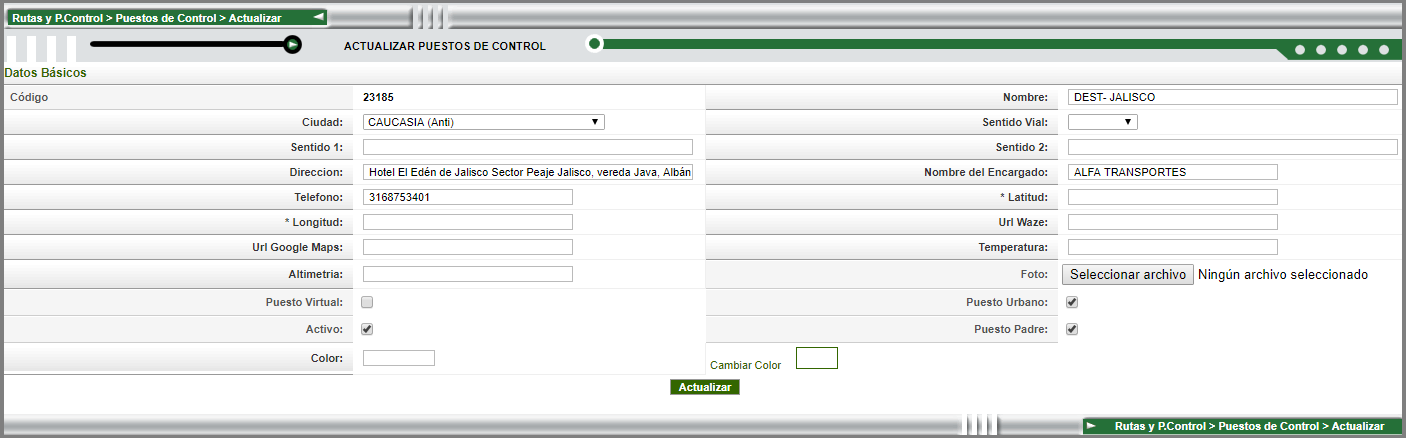 Rutas y P.Control > Puestos de Control > Actualizar
ACTUALIZAR PUESTOS DE CONTROL
Datos Básicos
Código 23185 Nombre: DEST- JALISCO
Ciudad: CAUCASIA (Anti) Sentido Vial:
Sentido 1: Sentido 2:
Direccion: Hotel El Edén de Jalisco Sector Peaje Jalisco, vereda Java, Albán Nombre del Encargado: ALFA TRANSPORTES
Telefono: 3168753401 * Latitud:
* Longitud: Url Waze:
Url Google Maps: Temperatura:
Altimetria: Foto: Seleccionar archivo Ningún archivo seleccionado
Puesto Virtual: Puesto Urbano:
Activo: Puesto Padre:
Color: Cambiar Color
Actualizar
Rutas y P.Control > Puestos de Control > Actualizar